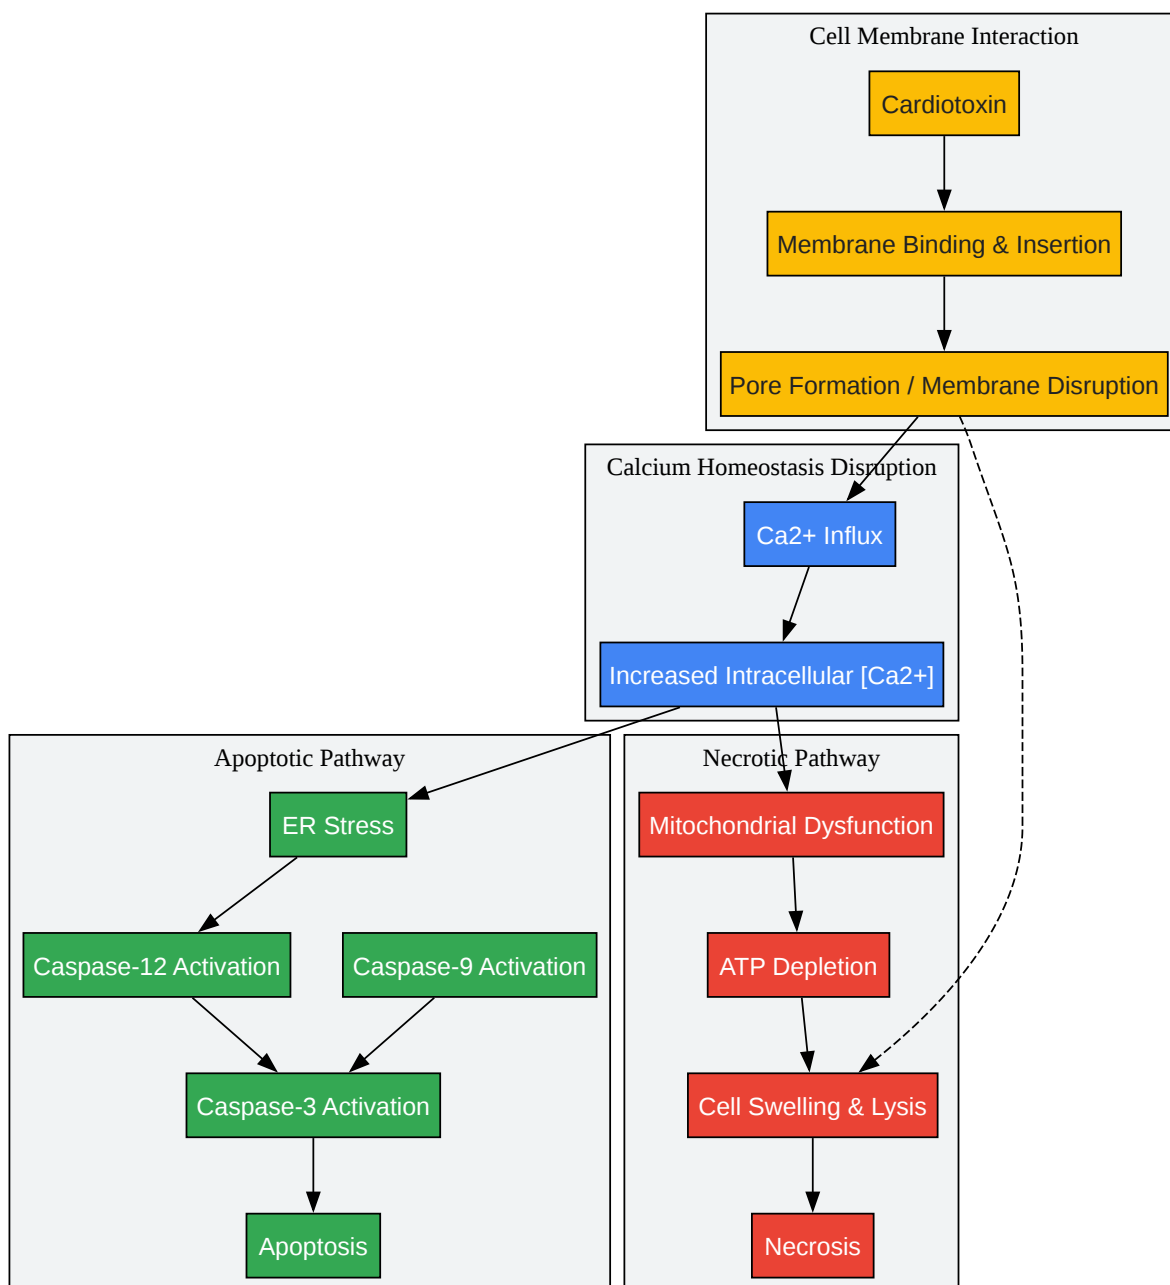 Cell Membrane Interaction
Cardiotoxin
Membrane Binding & Insertion
Pore Formation / Membrane Disruption
Calcium Homeostasis Disruption
Ca2+ Influx
Increased Intracellular [Ca2+]
Apoptotic Pathway
ER Stress
Caspase-12 Activation
Caspase-9 Activation
Caspase-3 Activation
Apoptosis
Necrotic Pathway
Mitochondrial Dysfunction
ATP Depletion
Cell Swelling & Lysis
Necrosis